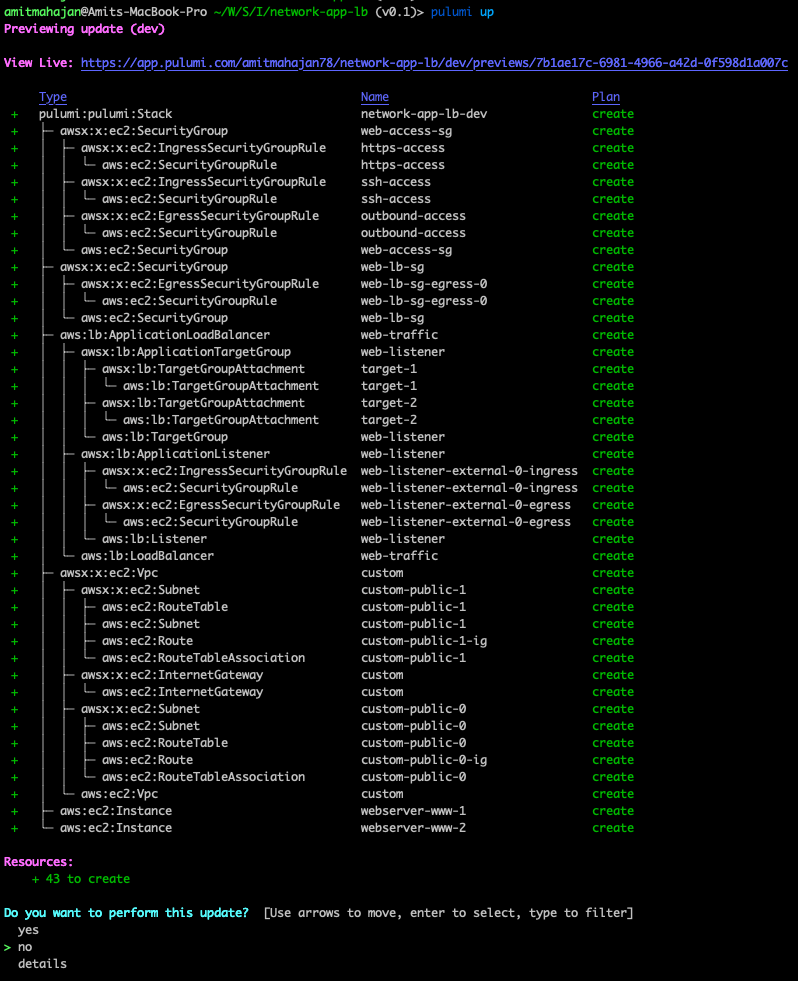 amitmahajan@Amits-MacBook-Pro ~/W/S/I/network-app-lb (v0.1)> pulumi up
Previewing update (dev)
View Live: https://app.pulumi.com/amitmahajan78/network-app-lb/dev/previews/7b1ae17c-6981-4966-a42d-0f598d1a007c
Type Name Plan
+ pulumi:pulumi:Stack network-app-lb-dev create
+ ├─ awsx:x:ec2:SecurityGroup web-access-sg create
+ │ ├─ awsx:x:ec2:IngressSecurityGroupRule https-access create
+ │ │ └─ aws:ec2:SecurityGroupRule https-access create
+ │ ├─ awsx:x:ec2:IngressSecurityGroupRule ssh-access create
+ │ │ └─ aws:ec2:SecurityGroupRule ssh-access create
+ │ ├─ awsx:x:ec2:EgressSecurityGroupRule outbound-access create
+ │ │ └─ aws:ec2:SecurityGroupRule outbound-access create
+ │ └─ aws:ec2:SecurityGroup web-access-sg create
+ ├─ awsx:x:ec2:SecurityGroup web-lb-sg create
+ │ ├─ awsx:x:ec2:EgressSecurityGroupRule web-lb-sg-egress-0 create
+ │ │ └─ aws:ec2:SecurityGroupRule web-lb-sg-egress-0 create
+ │ └─ aws:ec2:SecurityGroup web-lb-sg create
+ ├─ aws:lb:ApplicationLoadBalancer web-traffic create
+ │ ├─ awsx:lb:ApplicationTargetGroup web-listener create
+ │ │ ├─ awsx:lb:TargetGroupAttachment target-1 create
+ │ │ │ └─ aws:lb:TargetGroupAttachment target-1 create
+ │ │ ├─ awsx:lb:TargetGroupAttachment target-2 create
+ │ │ │ └─ aws:lb:TargetGroupAttachment target-2 create
+ │ │ └─ aws:lb:TargetGroup web-listener create
+ │ ├─ awsx:lb:ApplicationListener web-listener create
+ │ │ ├─ awsx:x:ec2:IngressSecurityGroupRule web-listener-external-0-ingress create
+ │ │ │ └─ aws:ec2:SecurityGroupRule web-listener-external-0-ingress create
+ │ │ ├─ awsx:x:ec2:EgressSecurityGroupRule web-listener-external-0-egress create
+ │ │ │ └─ aws:ec2:SecurityGroupRule web-listener-external-0-egress create
+ │ │ └─ aws:lb:Listener web-listener create
+ │ └─ aws:lb:LoadBalancer web-traffic create
+ ├─ awsx:x:ec2:Vpc custom create
+ │ ├─ awsx:x:ec2:Subnet custom-public-1 create
+ │ │ ├─ aws:ec2:RouteTable custom-public-1 create
+ │ │ ├─ aws:ec2:Subnet custom-public-1 create
+ │ │ ├─ aws:ec2:Route custom-public-1-ig create
+ │ │ └─ aws:ec2:RouteTableAssociation custom-public-1 create
+ │ ├─ awsx:x:ec2:InternetGateway custom create
+ │ │ └─ aws:ec2:InternetGateway custom create
+ │ ├─ awsx:x:ec2:Subnet custom-public-0 create
+ │ │ ├─ aws:ec2:Subnet custom-public-0 create
+ │ │ ├─ aws:ec2:RouteTable custom-public-0 create
+ │ │ ├─ aws:ec2:Route custom-public-0-ig create
+ │ │ └─ aws:ec2:RouteTableAssociation custom-public-0 create
+ │ └─ aws:ec2:Vpc custom create
+ ├─ aws:ec2:Instance webserver-www-1 create
+ └─ aws:ec2:Instance webserver-www-2 create
Resources:
+ 43 to create
Do you want to perform this update? [Use arrows to move, enter to select, type to filter]
yes
> no
details